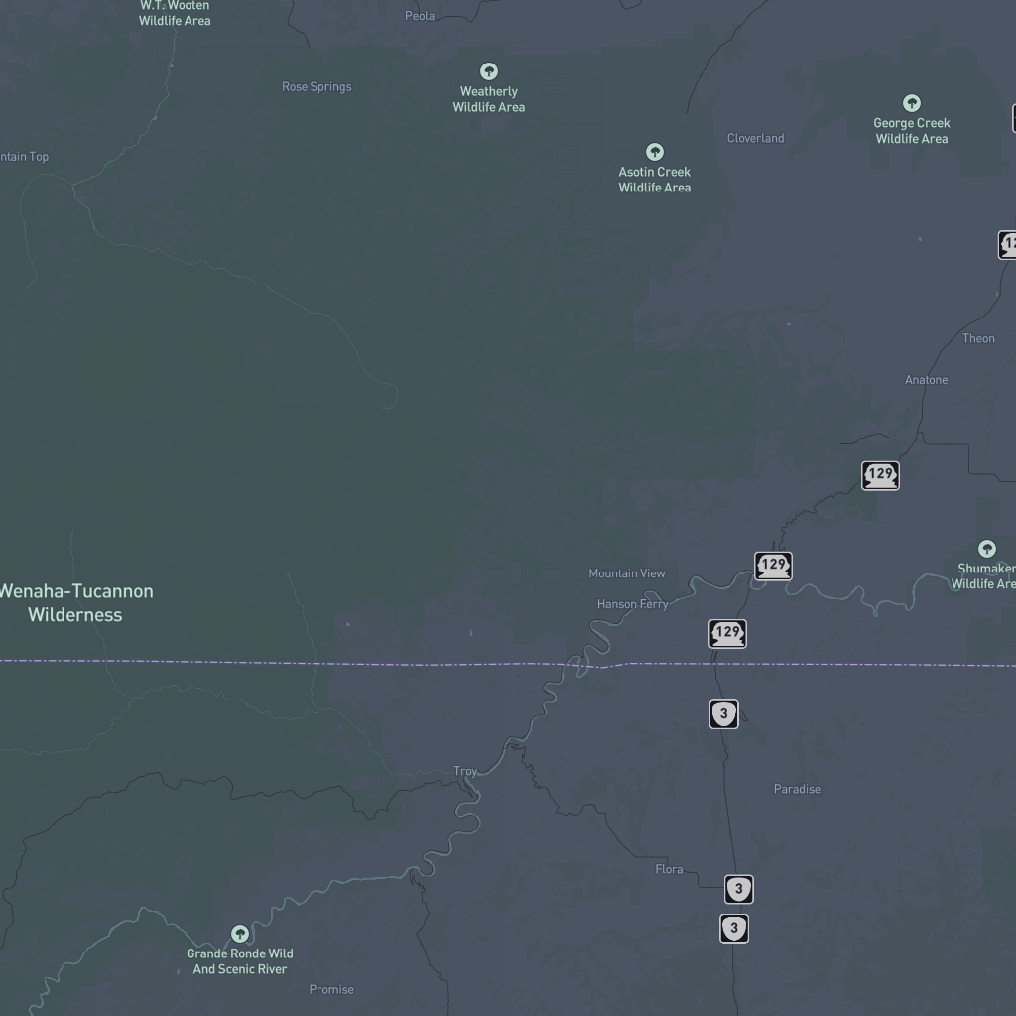 W.T. Wooten
Wildlife Area
Peola
Rose Springs
Weatherly
Wildlife Area
George Creek
Wildlife Area
Cloverland
Asotin Creek
Wildlife Area
ntain Top
12
Theon
Anatone
129
129
Mountain View
Hanson Ferry
Shumaker
Wildlife Are
Wenaha-Tucannon
Wilderness
129
3
Troy
Paradise
Flora
3
3
Grande Ronde Wild
And Scenic River
Promise